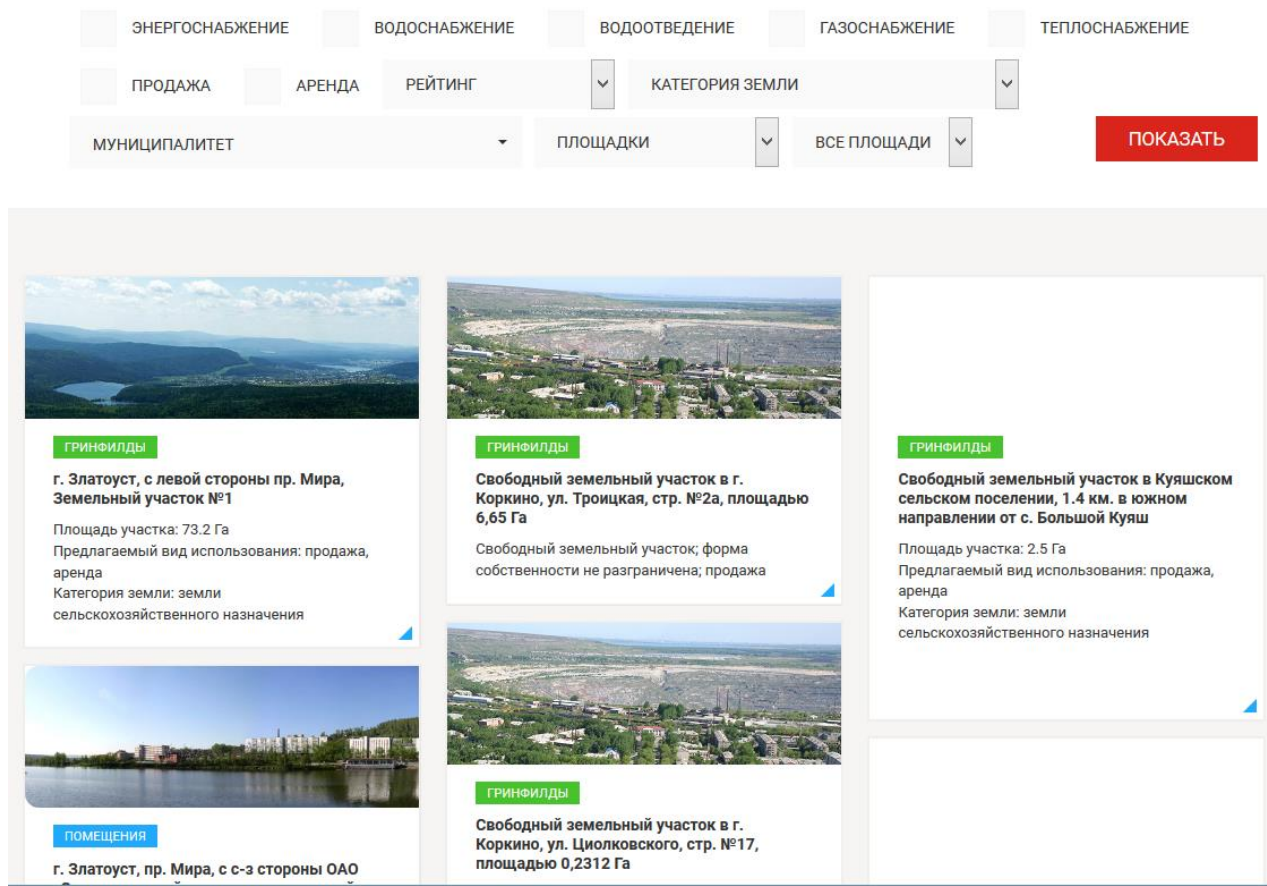 ЭНЕРГОСНАБЖЕНИЕ ВОДОСНАБЖЕНИЕ ВОДООТВЕДЕНИЕ ГАЗОСНАБЖЕНИЕ ТЕПЛОСНАБЖЕНИЕ
ПРОДАЖА АРЕНДА РЕЙТИНГ КАТЕГОРИЯ ЗЕМЛИ
МУНИЦИПАЛИТЕТ ПЛОЩАДКИ ВСЕ ПЛОЩАДИ ПОКАЗАТЬ
ГРИНФИЛДЫ
г. Златоуст, с левой стороны пр. Мира,
Земельный участок №1
Площадь участка: 73.2 Га
Предлагаемый вид использования: продажа,
аренда
Категория земли: земли
сельскохозяйственного назначения
ПОМЕЩЕНИЯ
г. Златоуст, пр. Мира, с с-з стороны ОАО
ГРИНФИЛДЫ
Свободный земельный участок в г.
Коркино, ул. Троицкая, стр. №2а, площадью
6,65 Га
Свободный земельный участок; форма
собственности не разграничена; продажа
ГРИНФИЛДЫ
Свободный земельный участок в г.
Коркино, ул. Циолковского, стр. №17,
площадью 0,2312 Га
ГРИНФИЛДЫ
Свободный земельный участок в Куяшском
сельском поселении, 1.4 км. в южном
направлении от с. Большой Куяш
Площадь участка: 2.5 Га
Предлагаемый вид использования: продажа,
аренда
Категория земли: земли
сельскохозяйственного назначения